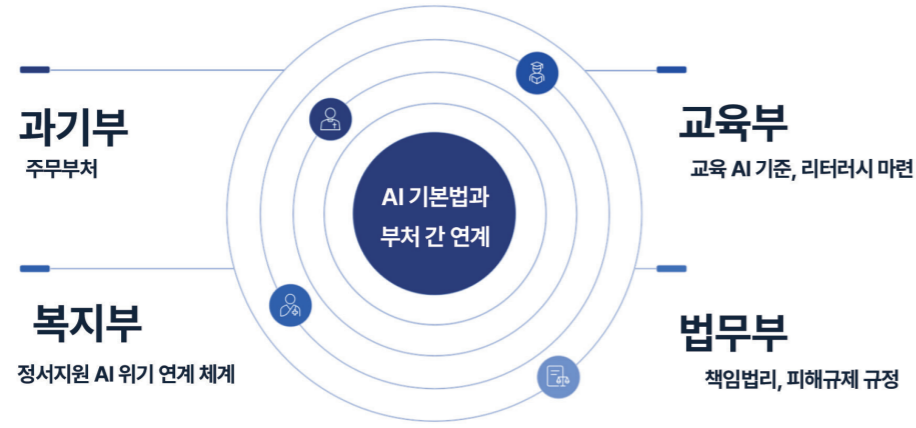 과기부
주무부처
교육부
교육 AI 기준, 리터러시 마련
AI 기본법과
부처 간 연계
복지부
정서지원 AI 위기 연계 체계
법무부
책임법리, 피해규제 규정